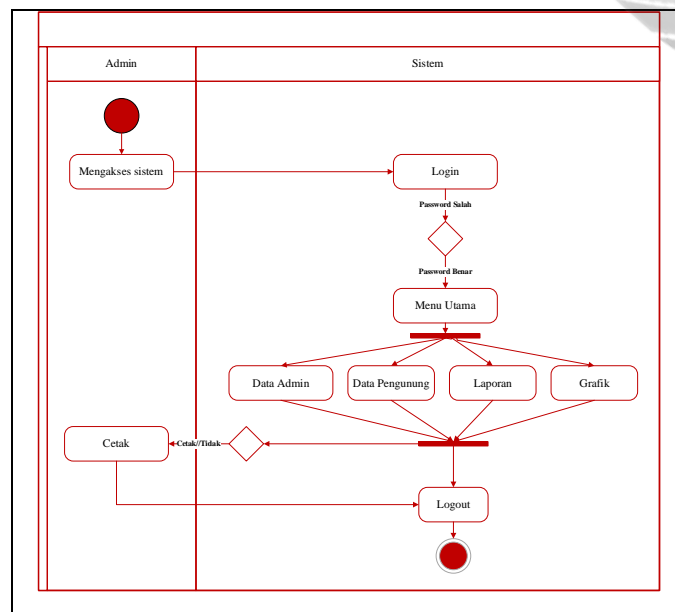 Admin
Sistem
Mengakses sistem
Login
Password Salah
Password Benar
Menu Utama
Data Admin
Data Pengunung
Laporan
Grafik
Cetak
Cetak//Tidak
Logout